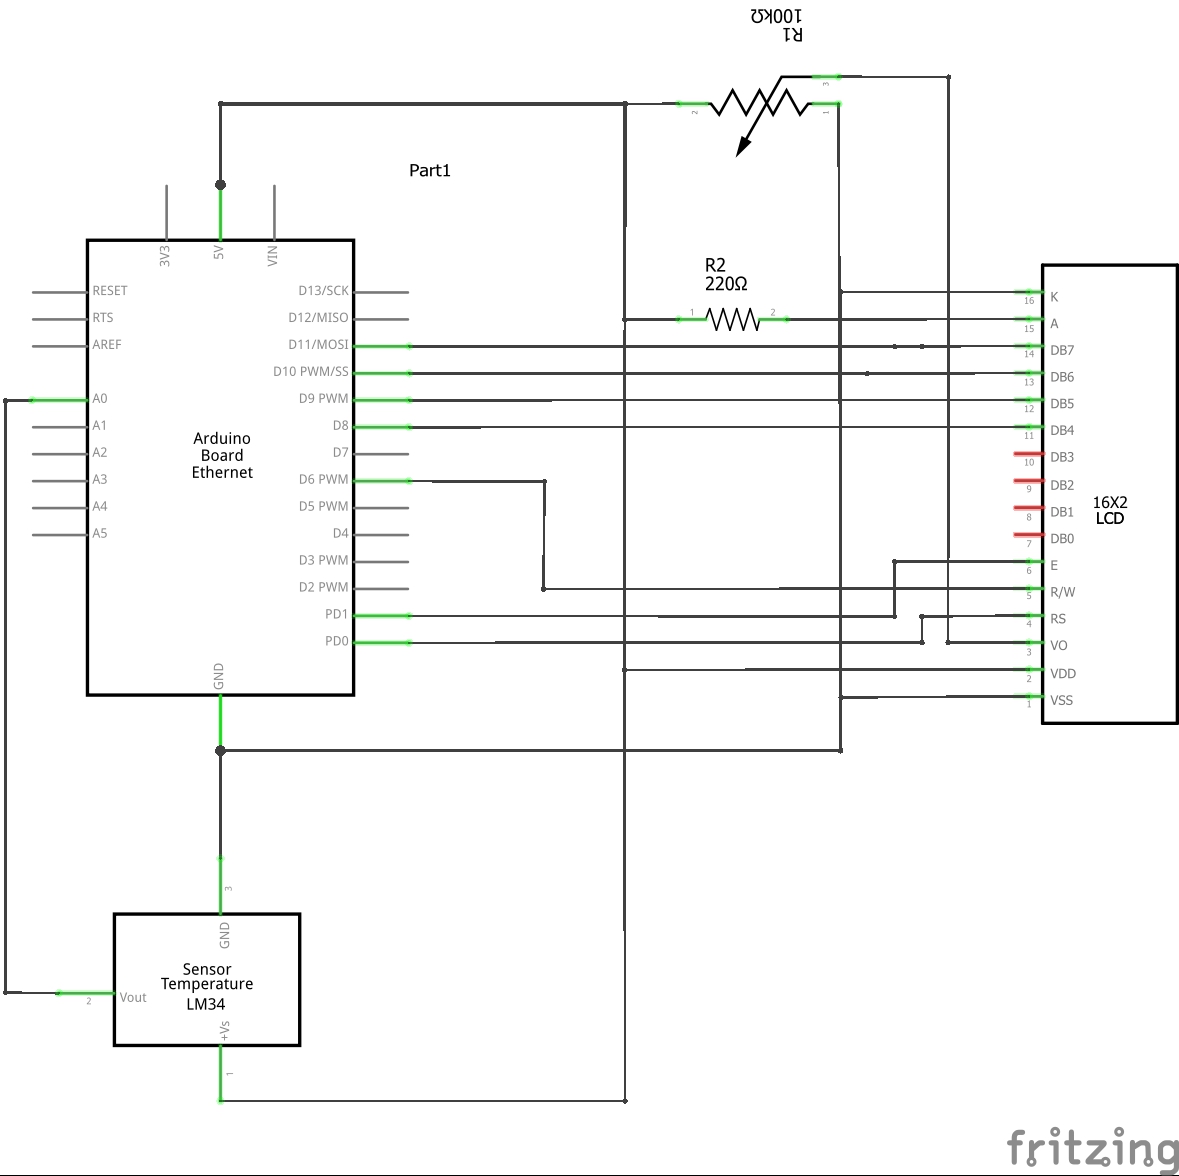 100kΩ
R1
3
2
1
Part1
3V3
5V
VIN
R2
220Ω
1
2
RESET
D13/SCK
RTS
D12/MISO
AREF
D11/MOSI
D10 PWM/SS
A0
D9 PWM
A1
D8
A2
D7
A3
D6 PWM
A4
D5 PWM
A5
D4
D3 PWM
D2 PWM
PD1
PD0
GND
Arduino
Board
Ethernet
16
K
15
A
14
DB7
13
DB6
12
DB5
11
DB4
10
DB3
9
DB2
8
DB1
7
DB0
6
E
5
R/W
4
RS
3
VO
2
VDD
1
VSS
16X2
LCD
3
GND
Sensor
Temperature
LM34
2
Vout
+Vs
1
fritzing